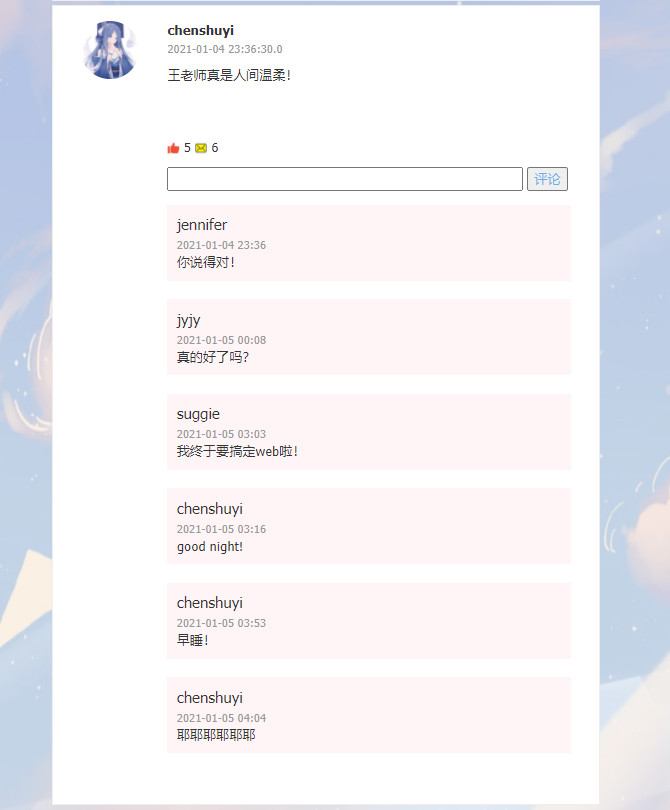 chenshuyi
2021-01-04 23:36:30.0
王老师真是人间温柔!
5 6
评论
jennifer
2021-01-04 23:36
你说得对!
jyjy
2021-01-05 00:08
真的好了吗?
suggie
2021-01-05 03:03
我终于要搞定web啦!
chenshuyi
2021-01-05 03:16
good night!
chenshuyi
2021-01-05 03:53
早睡!
chenshuyi
2021-01-05 04:04
耶耶耶耶耶耶